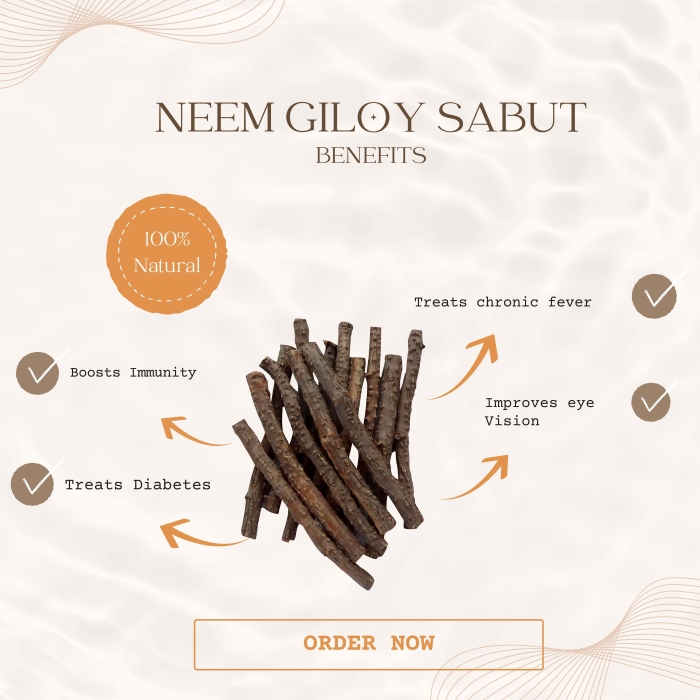 NEEM GILOY SABUT
BENEFITS
100%
Natural
Treats chronic fever
Boosts Immunity
Improves eye
Vision
Treats Diabetes
ORDER NOW